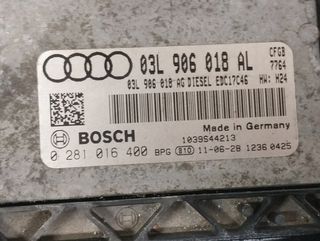 03L 906 018 AL CFGB
7764
03L 906 018 AG DIESEL EDC17C46 HW: H24
Made in Germany
BOSCH 1039S44213
0 281 016 400 BPG 810 11-06-28 1236 0425